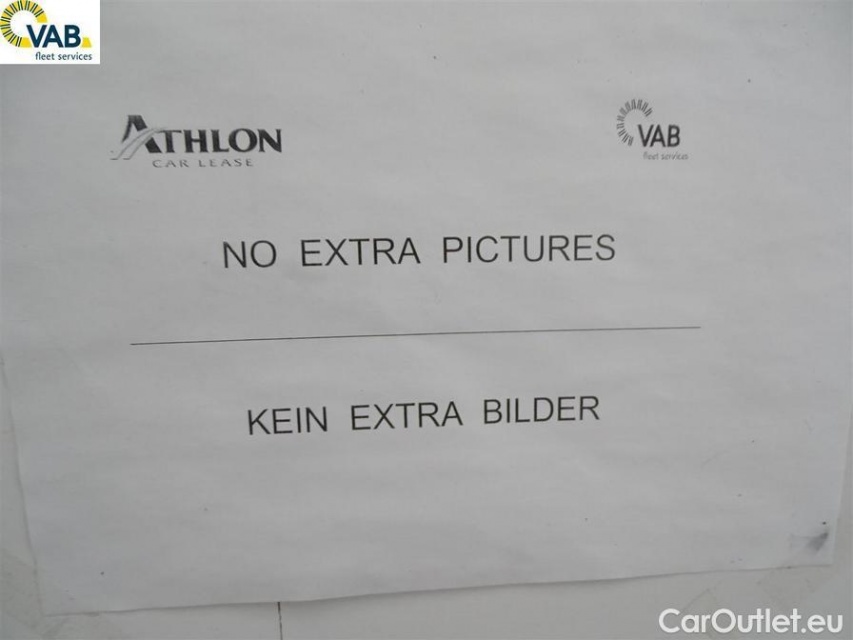 VAB
fleet services
ATHLON
CAR LEASE
VAB
fleet services
NO EXTRA PICTURES
KEIN EXTRA BILDER
CarOutlet.eu